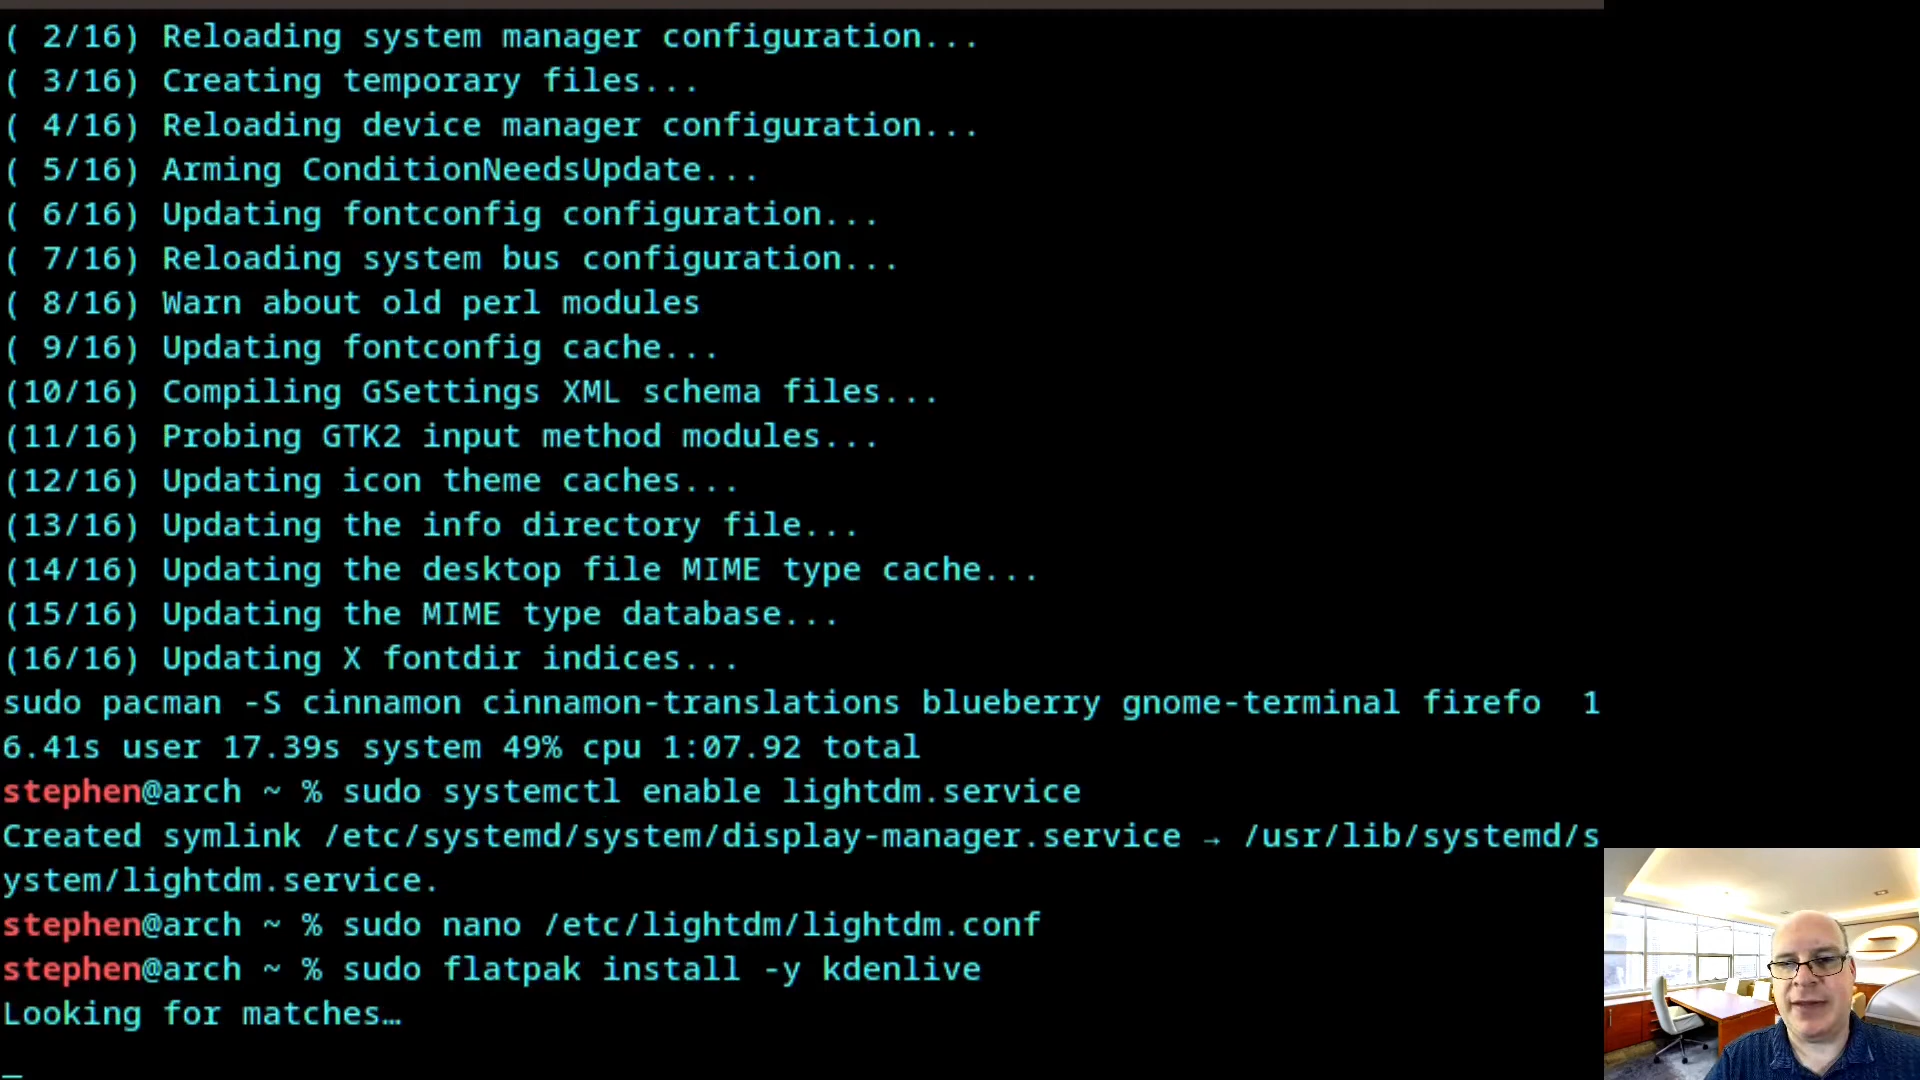 ( 2/16) Reloading system manager configuration...
( 3/16) Creating temporary files...
( 4/16) Reloading device manager configuration...
( 5/16) Arming ConditionNeedsUpdate...
( 6/16) Updating fontconfig configuration...
( 7/16) Reloading system bus configuration...
( 8/16) Warn about old perl modules
( 9/16) Updating fontconfig cache...
(10/16) Compiling GSettings XML schema files...
(11/16) Probing GTK2 input method modules...
(12/16) Updating icon theme caches...
(13/16) Updating the info directory file...
(14/16) Updating the desktop file MIME type cache...
(15/16) Updating the MIME type database...
(16/16) Updating X fontdir indices...
sudo pacman -S cinnamon cinnamon-translations blueberry gnome-terminal firefo  1
6.41s user 17.39s system 49% cpu 1:07.92 total
stephen@arch ~ % sudo systemctl enable lightdm.service
Created symlink /etc/systemd/system/display-manager.service → /usr/lib/systemd/s
ystem/lightdm.service.
stephen@arch ~ % sudo nano /etc/lightdm/lightdm.conf
stephen@arch ~ % sudo flatpak install -y kdenlive
Looking for matches…